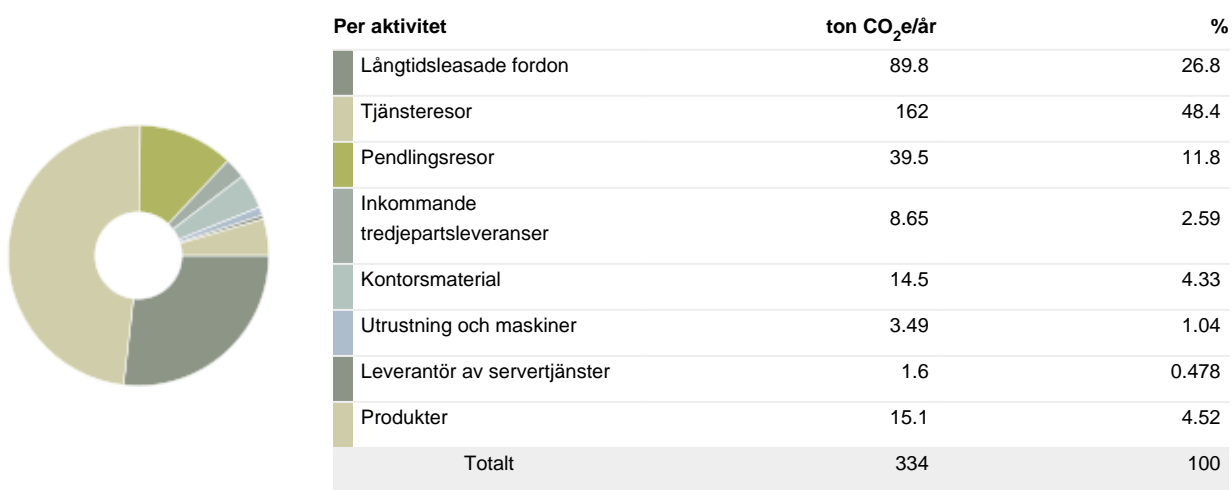 Per aktivitet ton CO₂e/år %
Långtidsleasade fordon 89.8 26.8
Tjänsteresor 162 48.4
Pendlingsresor 39.5 11.8
Inkommande
tredjepartsleveranser 8.65 2.59
Kontorsmaterial 14.5 4.33
Utrustning och maskiner 3.49 1.04
Leverantör av servertjänster 1.6 0.478
Produkter 15.1 4.52
Totalt 334 100